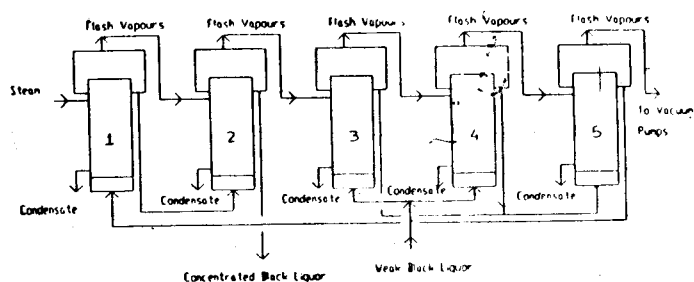 Flash Vapours Flash Vapours Flash Vapours Flash Vapours Flash Vapours
Steam
1 2 3 4 5
To Vacuum
Pumps
Condensate Condensate Condensate Condensate Condensate
Concentrated Black Liquor Weak Black Liquor